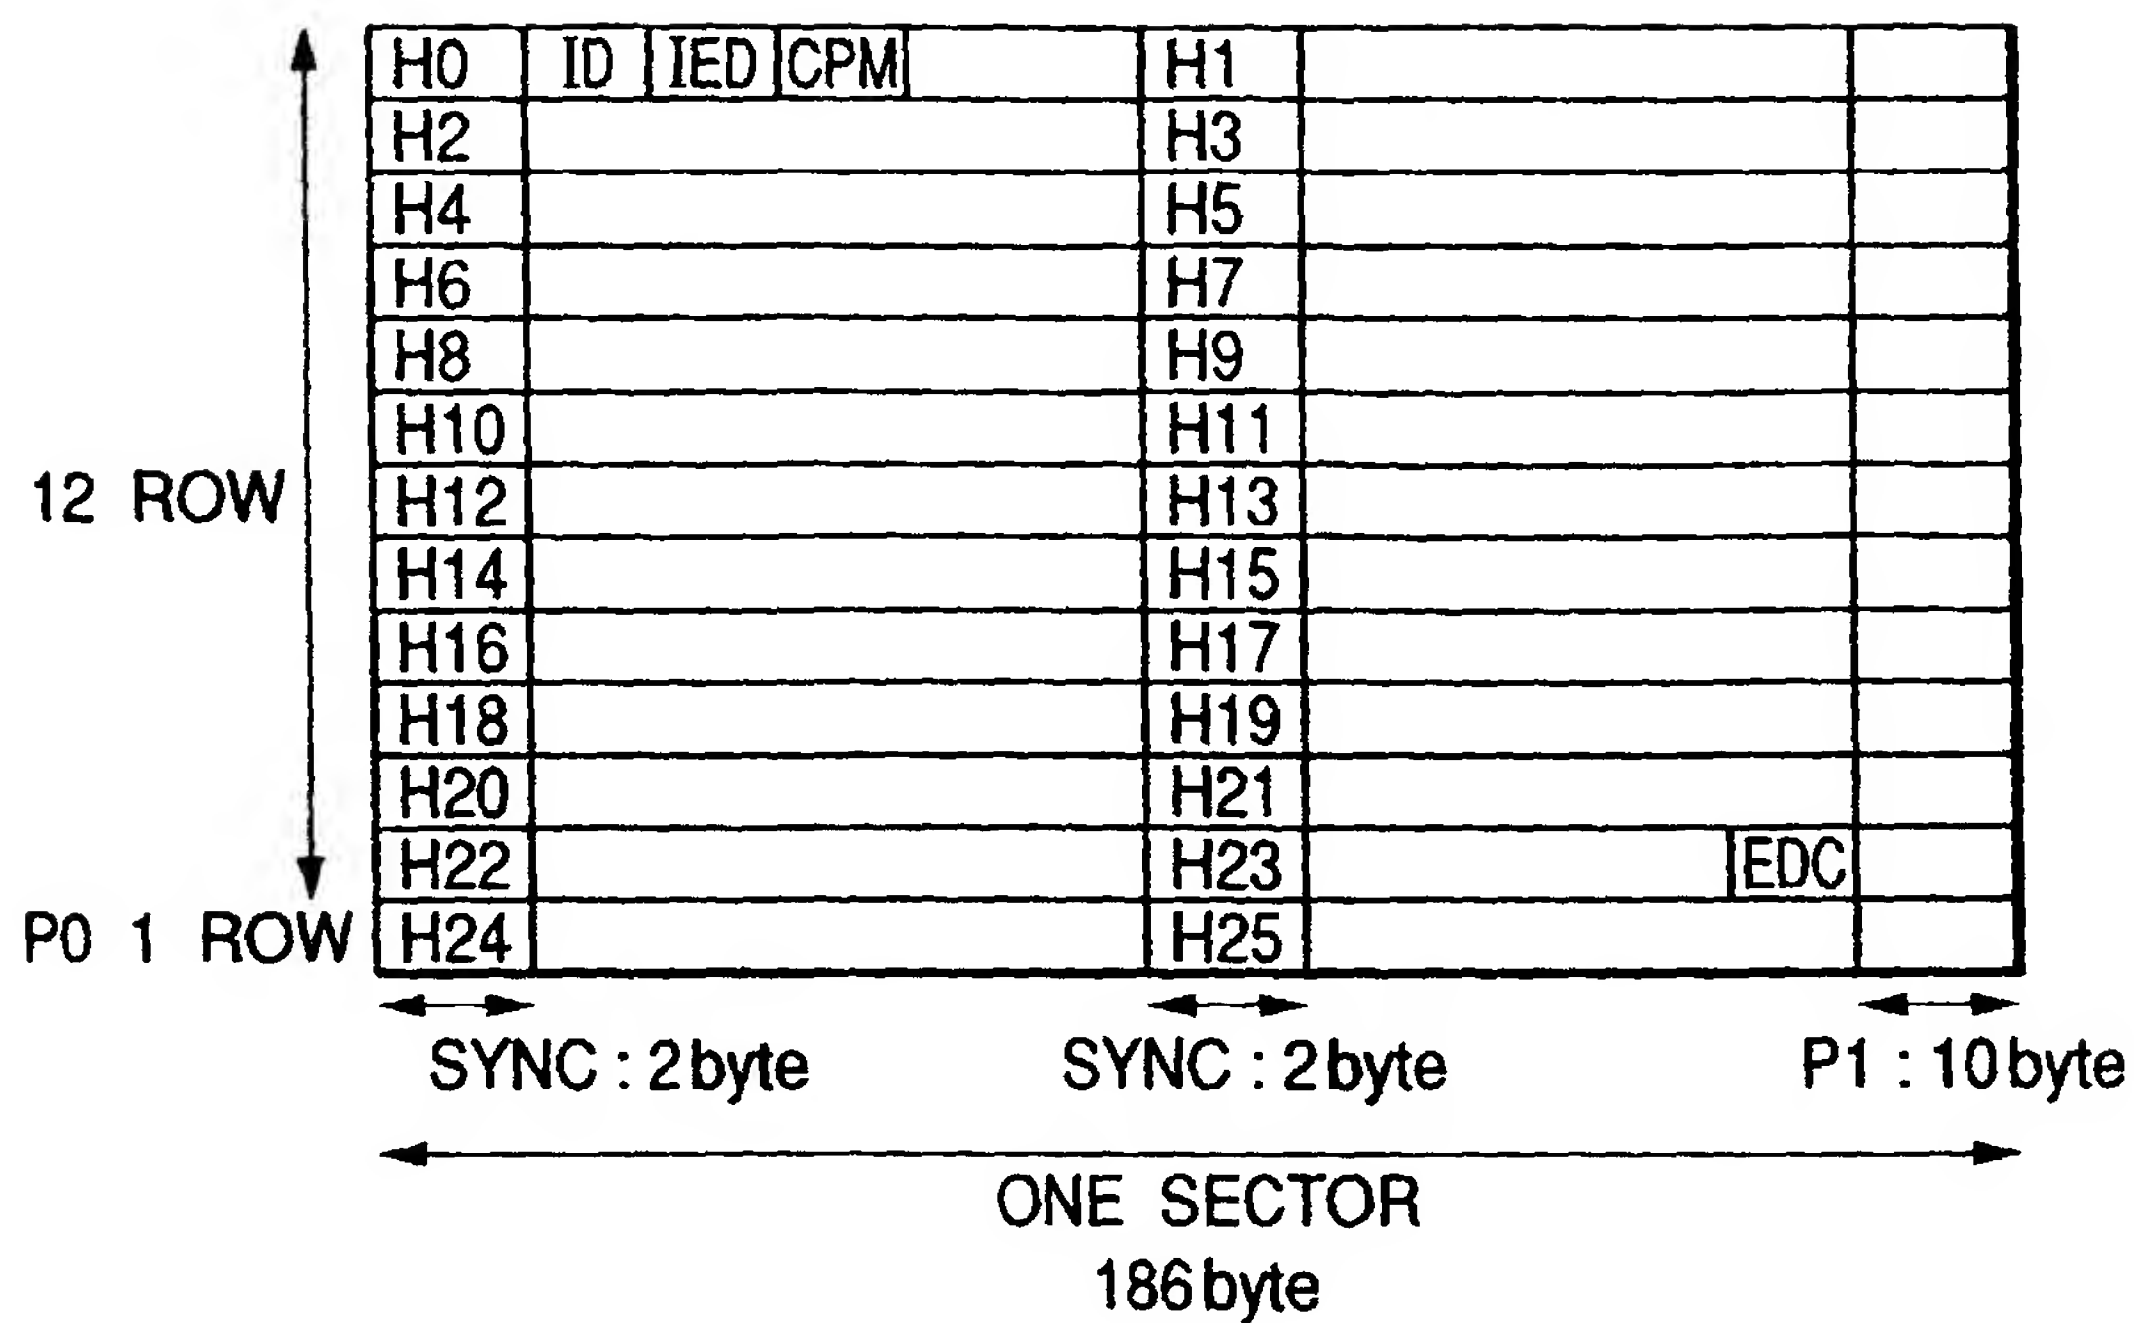 H0 ID IED CPM H1
H2 H3
H4 H5
H6 H7
H8 H9
H10 H11
12 ROW H12 H13
H14 H15
H16 H17
H18 H19
H20 H21
H22 H23 EDC
P0 1 ROW H24 H25
SYNC : 2byte SYNC : 2byte P1 : 10byte
ONE SECTOR
186byte